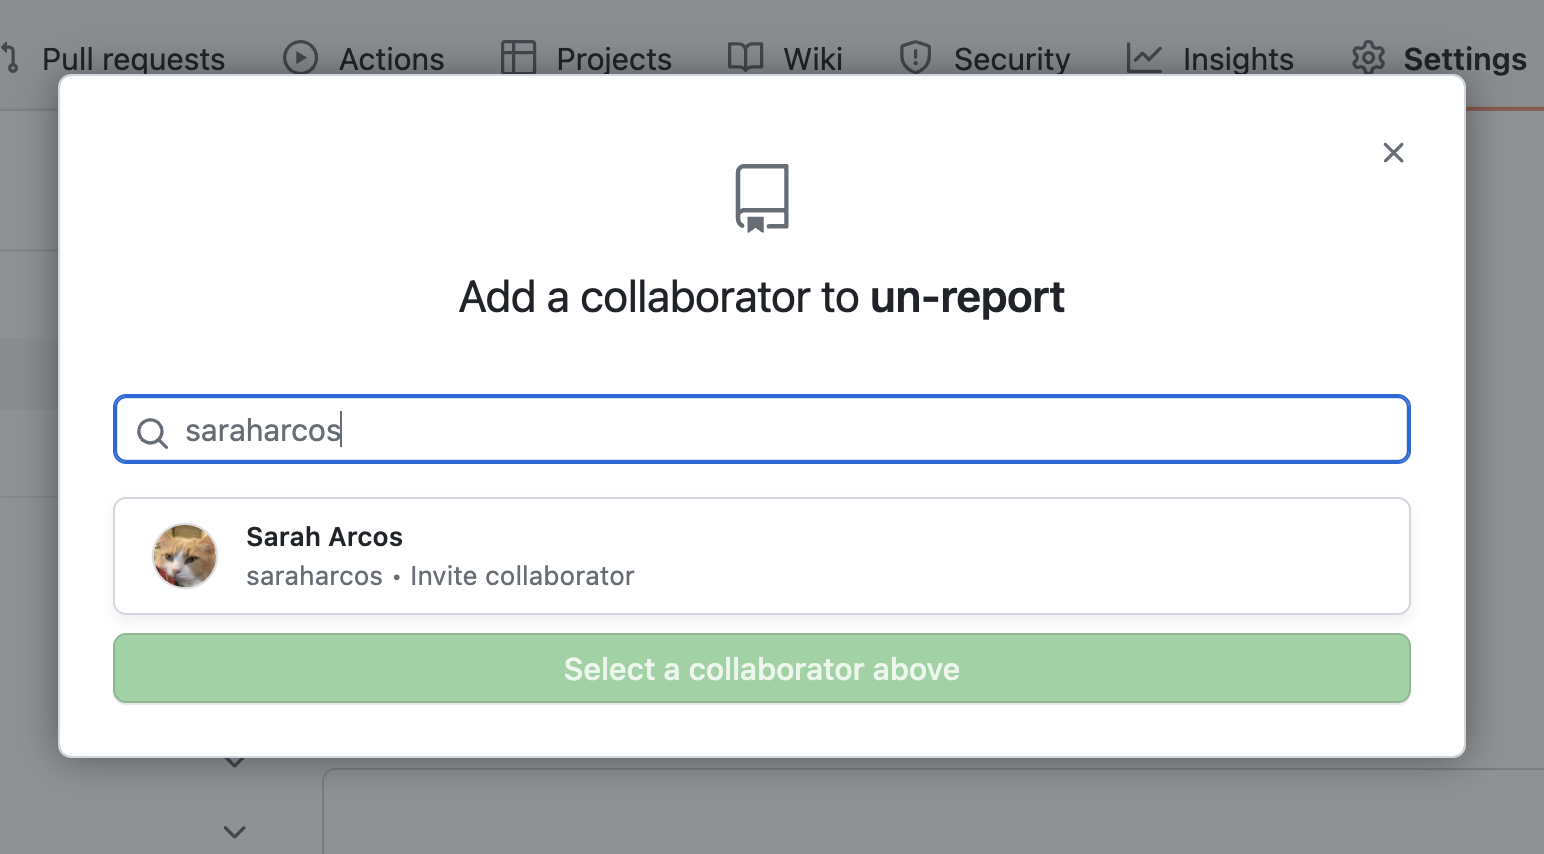 Pull requests Actions Projects Wiki Security Insights Settings
Add a collaborator to un-report
saraharcos
Sarah Arcos
saraharcos • Invite collaborator
Select a collaborator above